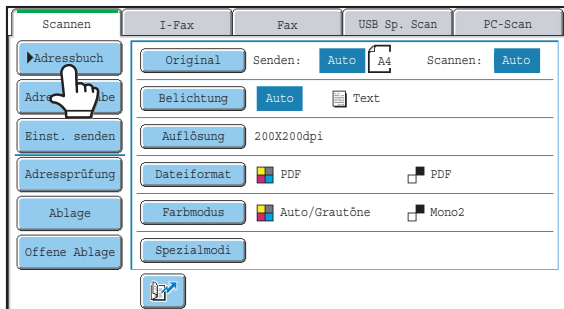 Scannen I-Fax Fax USB Sp. Scan PC-Scan
Adressbuch Original Senden: Auto A4 Scannen: Auto
Belichtung Auto Text
Einst. senden Auflösung 200X200dpi
Adressprüfung Dateiformat PDF PDF
Ablage Farbmodus Auto/Grautöne Mono2
Offene Ablage Spezialmodi